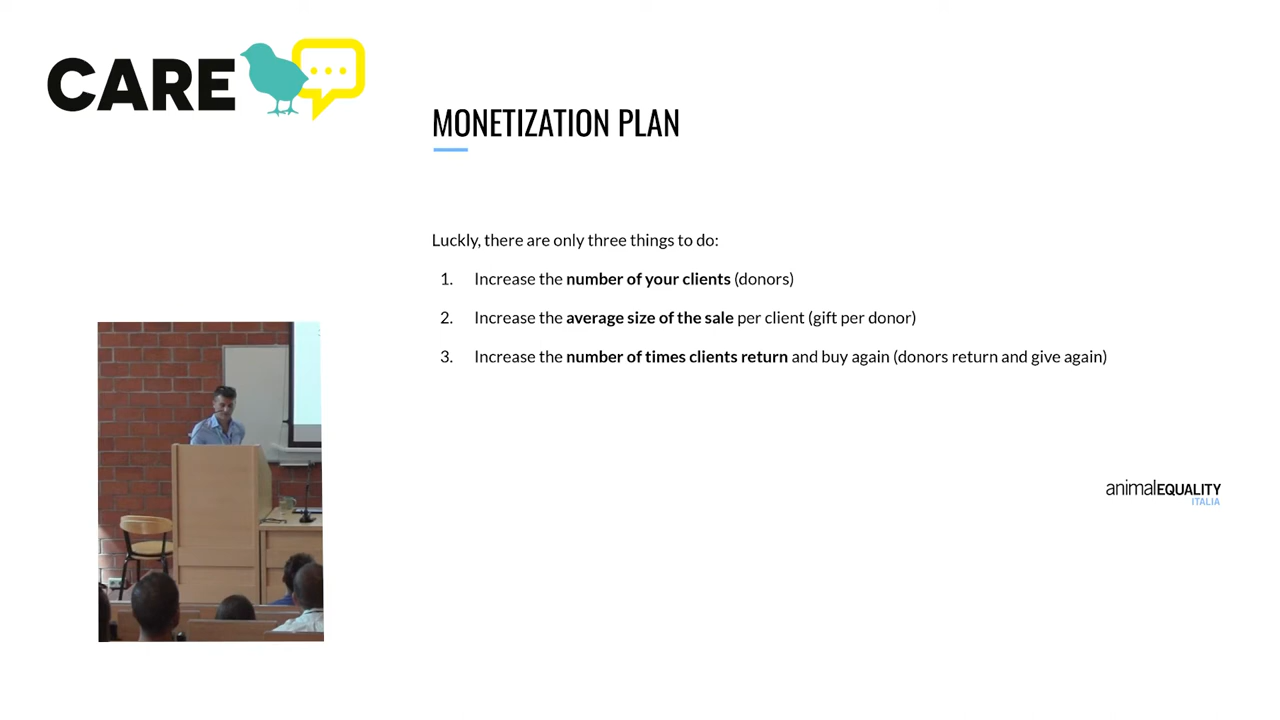 CARE
MONETIZATION PLAN
Luckly, there are only three things to do:
1. Increase the number of your clients (donors)
2. Increase the average size of the sale per client (gift per donor)
3. Increase the number of times clients return and buy again (donors return and give again)
animalEQUALITY
ITALIA